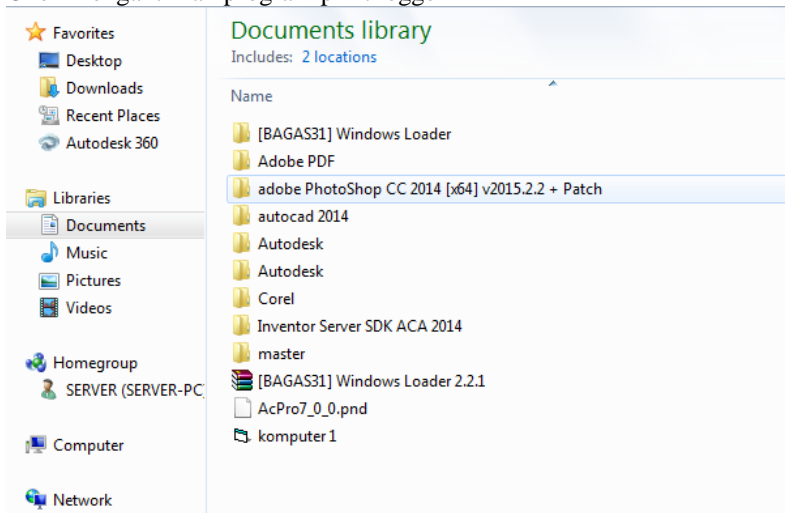 Favorites
Desktop
Downloads
Recent Places
Autodesk 360
Libraries
Documents
Music
Pictures
Videos
Homegroup
SERVER (SERVER-PC)
Computer
Network
Documents library
Includes: 2 locations
Name
[BAGAS31] Windows Loader
Adobe PDF
adobe PhotoShop CC 2014 [x64] v2015.2.2 + Patch
autocad 2014
Autodesk
Autodesk
Corel
Inventor Server SDK ACA 2014
master
[BAGAS31] Windows Loader 2.2.1
AcPro7_0_0.pnd
komputer 1